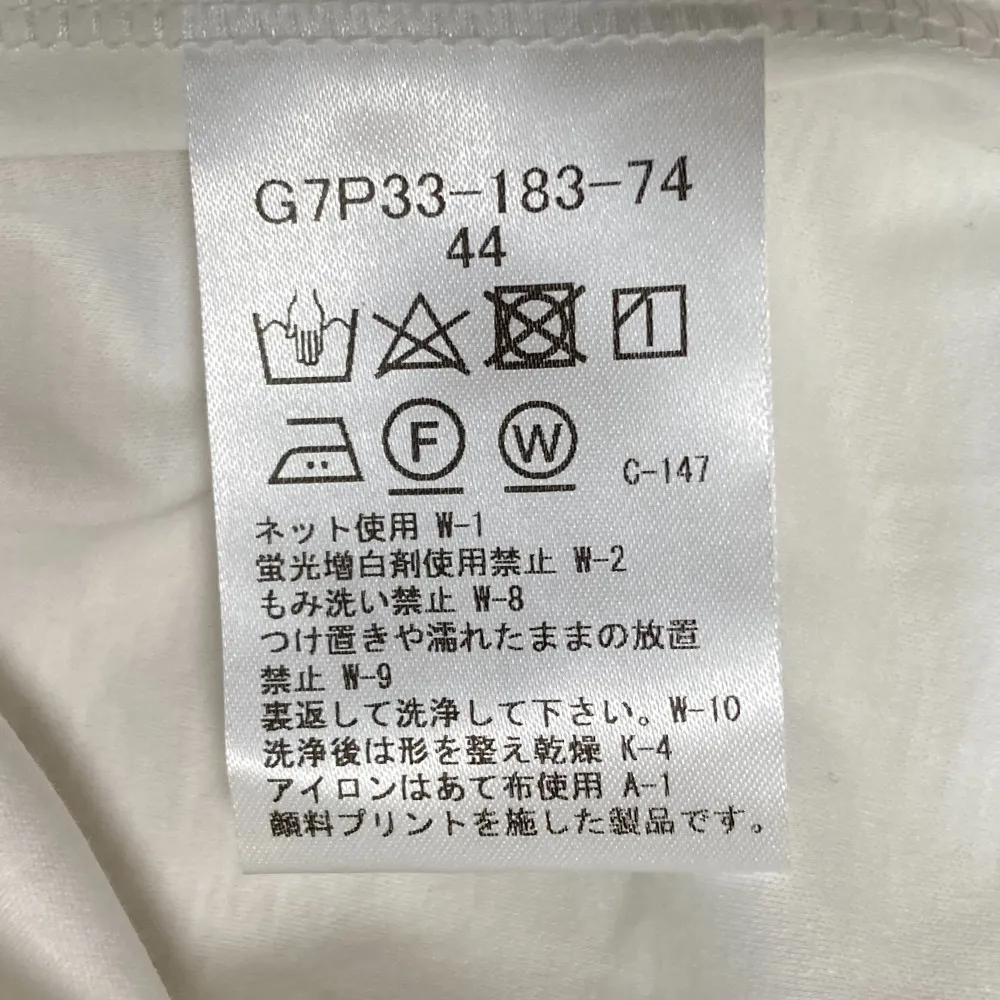 G7P33-183-74
44
F W C-147
ネット使用 W-1
蛍光増白剤使用禁止 W-2
もみ洗い禁止 W-8
つけ置きや濡れたままの放置
禁止 W-9
裏返して洗浄して下さい。W-10
洗浄後は形を整え乾燥 K-4
アイロンはあて布使用 A-1
顔料プリントを施した製品です。